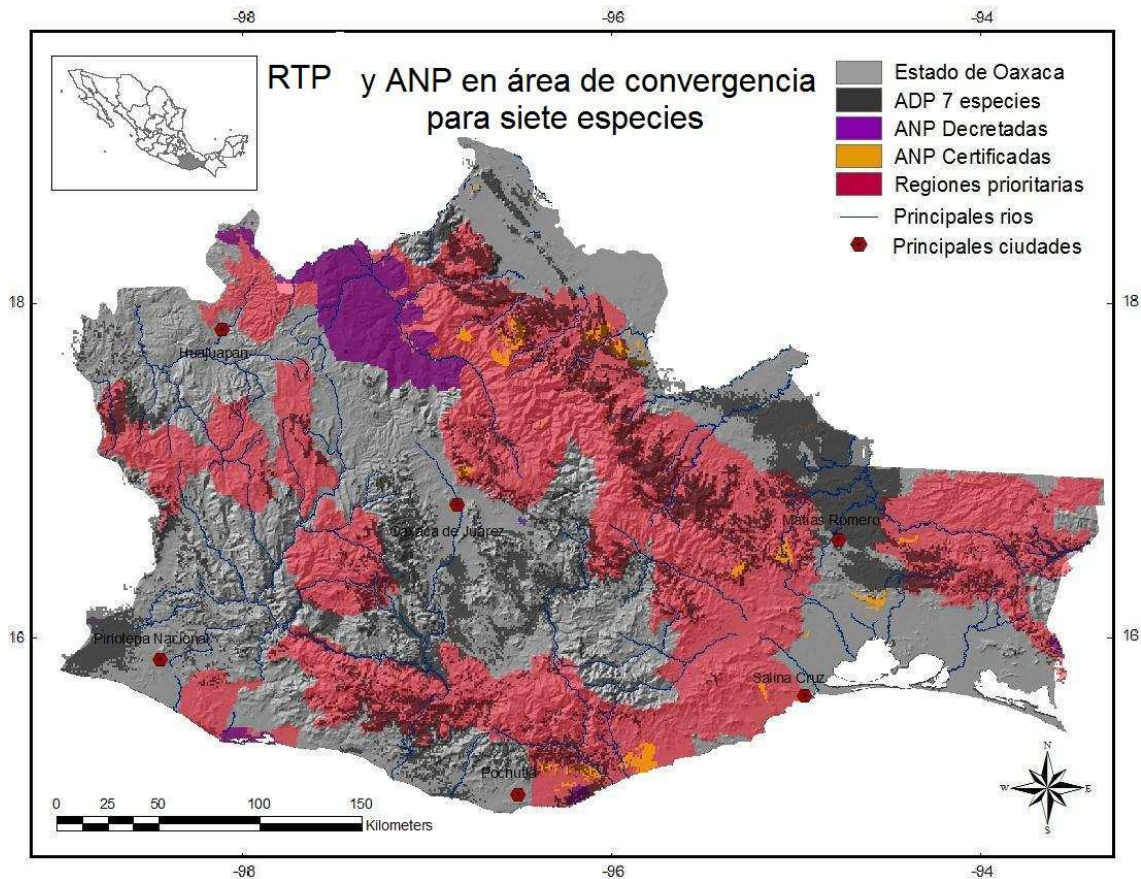 -98
-96
-94
RTP y ANP en área de convergencia
para siete especies
Estado de Oaxaca
ADP 7 especies
ANP Decretadas
ANP Certificadas
Regiones prioritarias
Principales rios
Principales ciudades
18
18
Huajuapan
Matías Romero
Oaxaca de Juárez
16
16
Pinotepa Nacional
Salina Cruz
Pochutla
N
W
E
S
0 25 50 100 150
Kilometers
-98
-96
-94